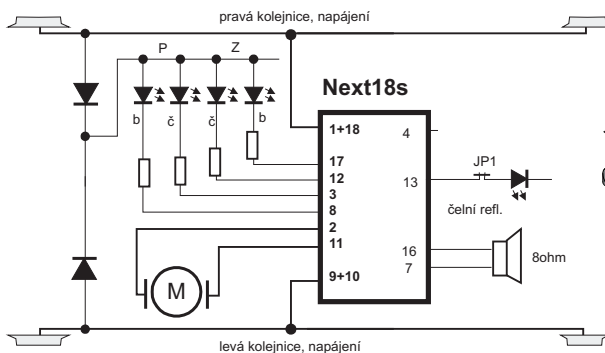 pravá kolejnice, napájení
P Z
Next18s
b č č b
1+18 4
17
12 13 JP1
3
8 čelní refl.
2
11 16
7 8ohm
9+10
M
levá kolejnice, napájení